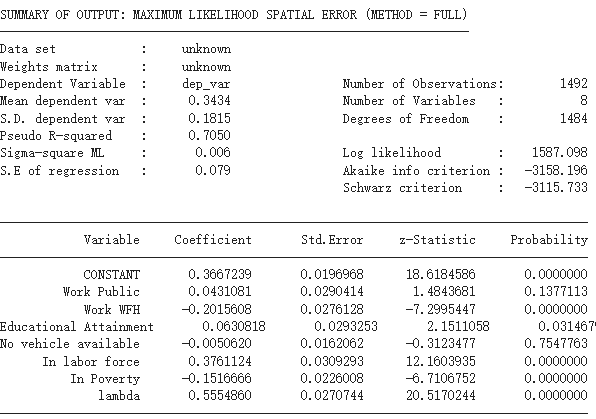 SUMMARY OF OUTPUT: MAXIMUM LIKELIHOOD SPATIAL ERROR (METHOD = FULL)
Data set : unknown
Weights matrix : unknown
Dependent Variable : dep_var Number of Observations: 1492
Mean dependent var : 0.3434 Number of Variables : 8
S.D. dependent var : 0.1815 Degrees of Freedom : 1484
Pseudo R-squared : 0.7050
Sigma-square ML : 0.006 Log likelihood : 1587.098
S.E of regression : 0.079 Akaike info criterion : -3158.196
Schwarz criterion : -3115.733
Variable Coefficient Std.Error z-Statistic Probability
CONSTANT 0.3667239 0.0196968 18.6184586 0.0000000
Work Public 0.0431081 0.0290414 1.4843681 0.1377113
Work WFH -0.2015608 0.0276128 -7.2995447 0.0000000
Educational Attainment 0.0630818 0.0293253 2.1511058 0.031467
No vehicle available -0.0050620 0.0162062 -0.3123477 0.7547763
In labor force 0.3761124 0.0309293 12.1603935 0.0000000
In Poverty -0.1516666 0.0226008 -6.7106752 0.0000000
lambda 0.5554860 0.0270744 20.5170244 0.0000000